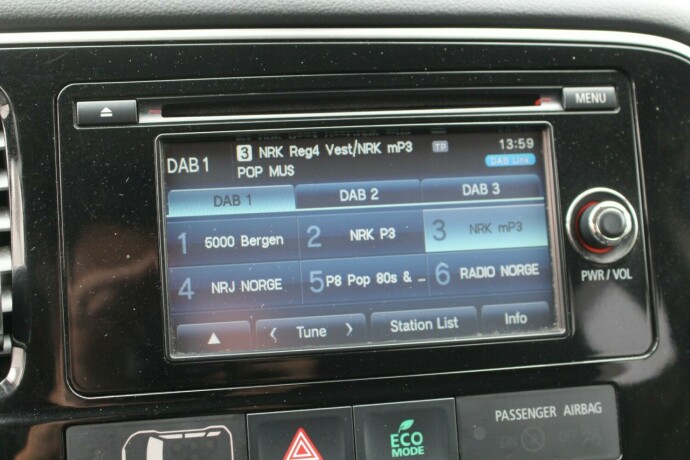 MENU
DAB 1 3 NRK Reg4 Vest/NRK mP3 TP 13:59
POP MUS DAB Link
DAB 1 DAB 2 DAB 3
1 5000 Bergen 2 NRK P3 3 NRK mP3
4 NRJ NORGE 5 P8 Pop 80s & … 6 RADIO NORGE
Tune Station List Info
PWR / VOL
ECO
MODE
PASSENGER AIRBAG